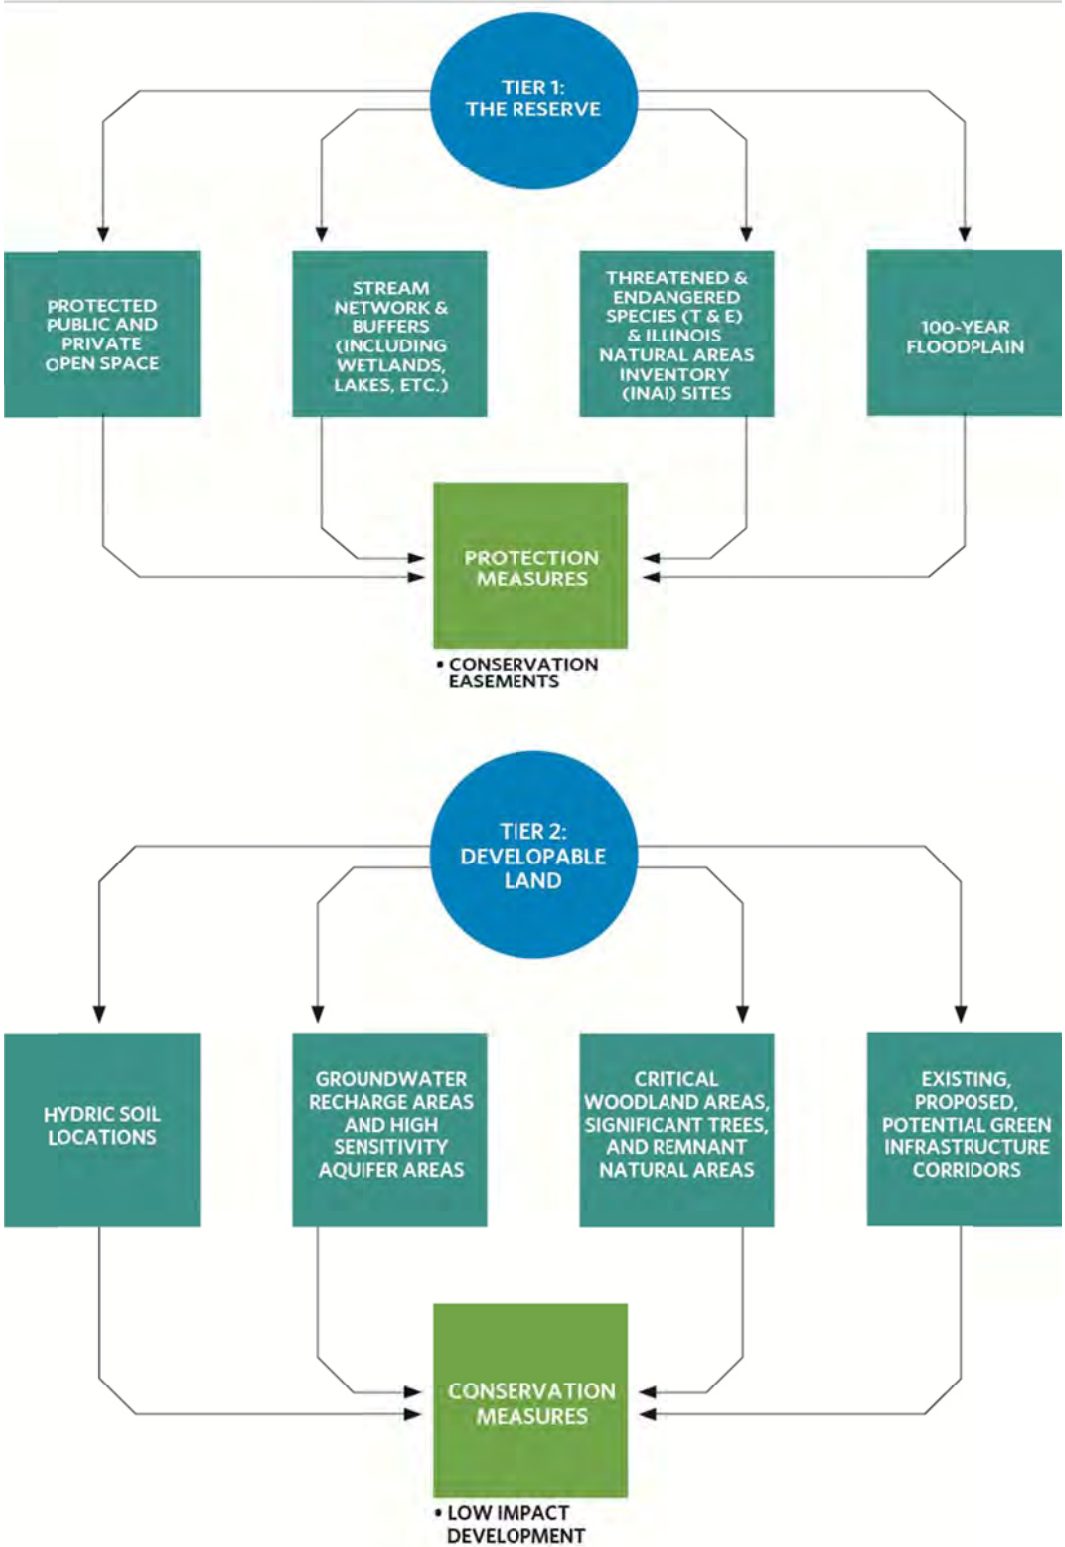 TIER 1:
THE RESERVE
PROTECTED
PUBLIC AND
PRIVATE
OPEN SPACE
STREAM
NETWORK &
BUFFERS
(INCLUDING
WETLANDS,
LAKES, ETC.)
THREATENED &
ENDANGERED
SPECIES (T & E)
& ILLINOIS
NATURAL AREAS
INVENTORY
(INAI) SITES
100-YEAR
FLOODPLAIN
PROTECTION
MEASURES
• CONSERVATION
EASEMENTS
TIER 2:
DEVELOPABLE
LAND
HYDRIC SOIL
LOCATIONS
GROUNDWATER
RECHARGE AREAS
AND HIGH
SENSITIVITY
AQUIFER AREAS
CRITICAL
WOODLAND AREAS,
SIGNIFICANT TREES,
AND REMNANT
NATURAL AREAS
EXISTING,
PROPOSED,
POTENTIAL GREEN
INFRASTRUCTURE
CORRIDORS
CONSERVATION
MEASURES
• LOW IMPACT
DEVELOPMENT